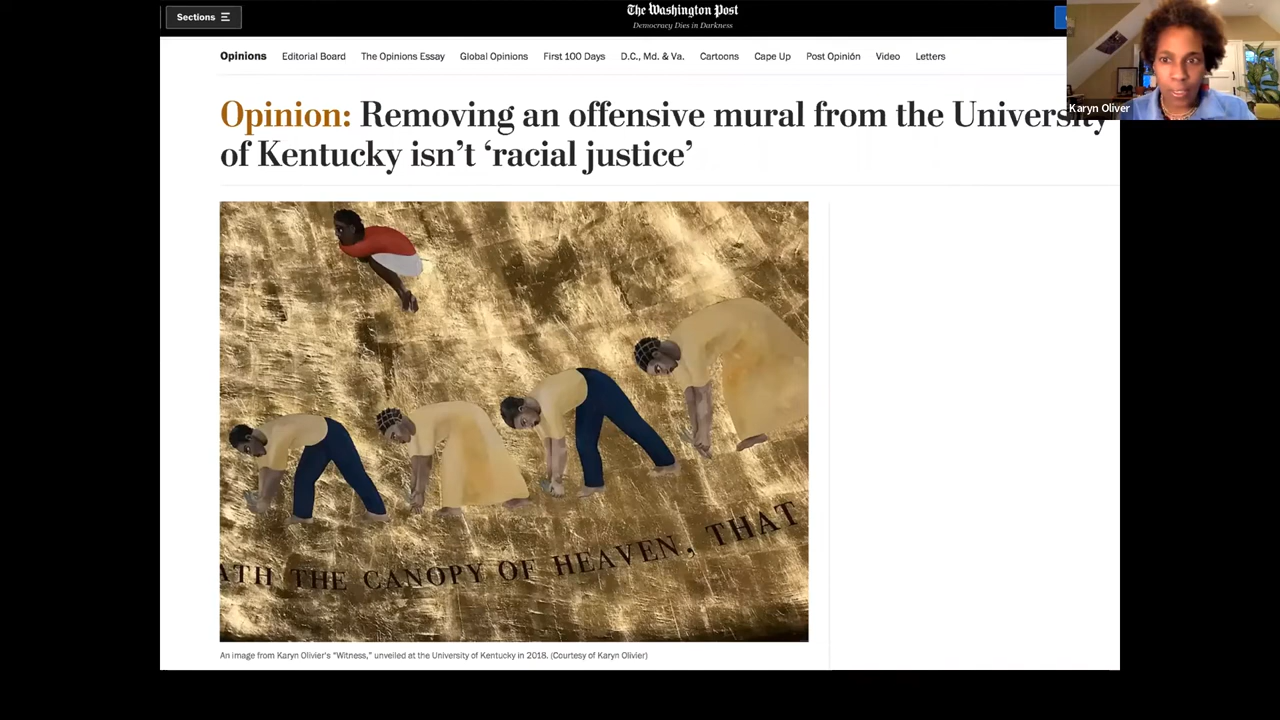 Sections
The Washington Post
Democracy Dies in Darkness
Opinions Editorial Board The Opinions Essay Global Opinions First 100 Days D.C., Md. & Va. Cartoons Cape Up Post Opinión Video Letters
Karyn Oliver
Opinion: Removing an offensive mural from the University
of Kentucky isn’t ‘racial justice’
ATH THE CANOPY OF HEAVEN, THAT
An image from Karyn Olivier's “Witness,” unveiled at the University of Kentucky in 2018. (Courtesy of Karyn Olivier)